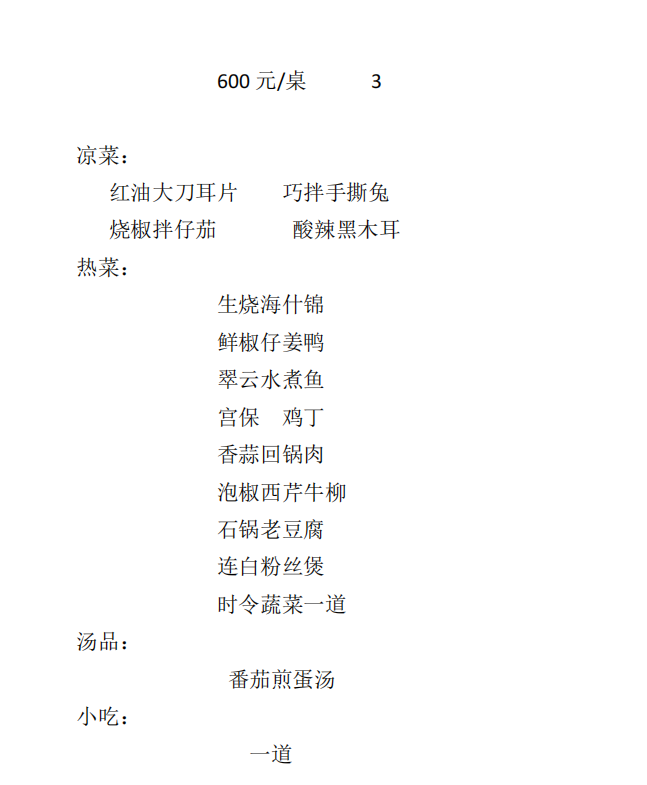 600 元/桌 3
凉菜：
红油大刀耳片 巧拌手撕兔
烧椒拌仔茄 酸辣黑木耳
热菜：
生烧海什锦
鲜椒仔姜鸭
翠云水煮鱼
宫保 鸡丁
香蒜回锅肉
泡椒西芹牛柳
石锅老豆腐
连白粉丝煲
时令蔬菜一道
汤品：
番茄煎蛋汤
小吃：
一道